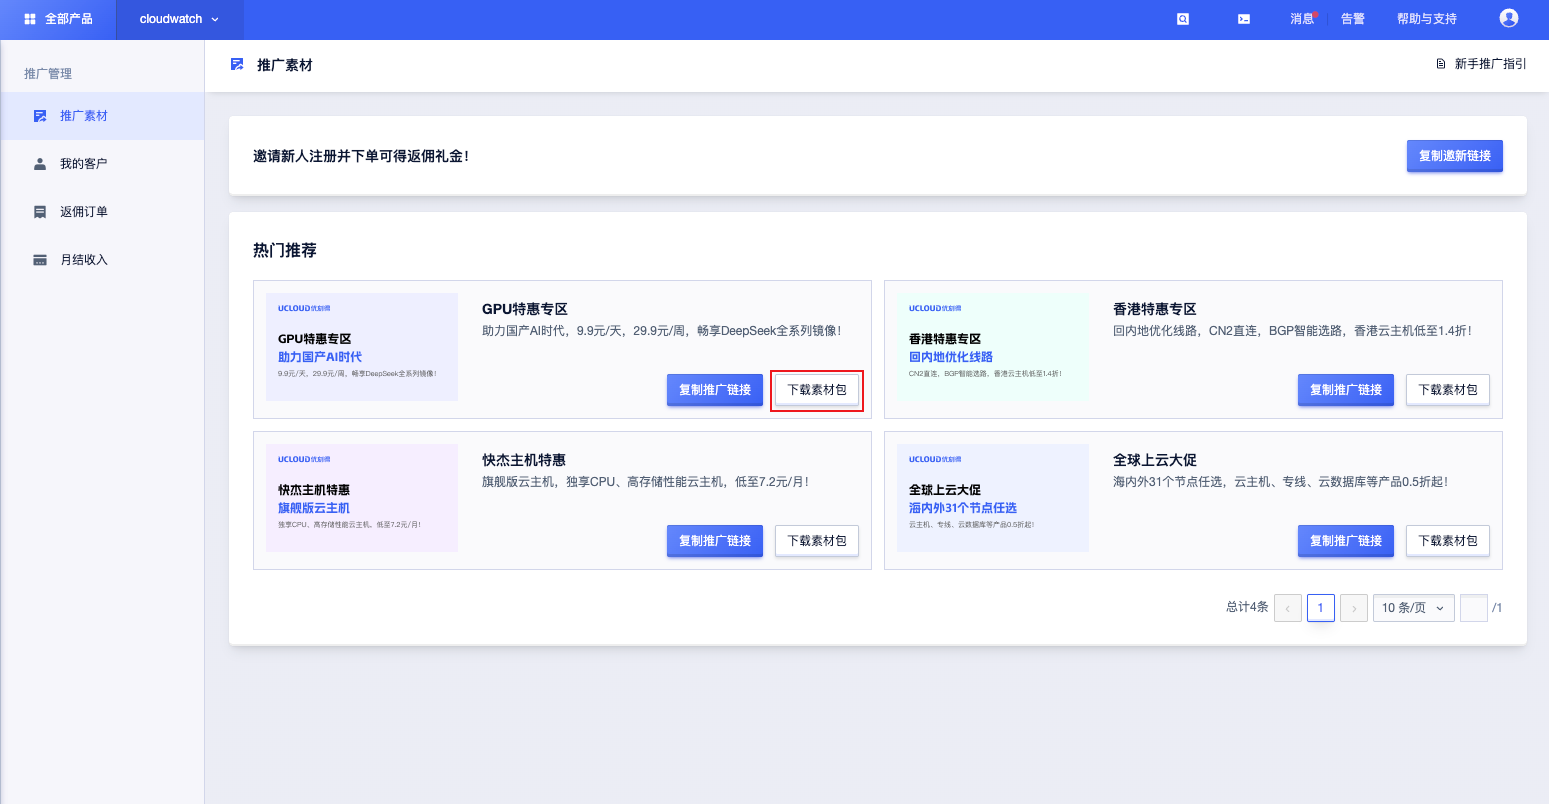 全部产品
cloudwatch
消息
告警
帮助与支持
推广管理
推广素材
我的客户
返佣订单
月结收入
推广素材
新手推广指引
邀请新人注册并下单可得返佣礼金！
复制邀新链接
热门推荐
UCLOUD优刻得
GPU特惠专区
助力国产AI时代
9.9元/天，29.9元/周，畅享DeepSeek全系列镜像！
GPU特惠专区
助力国产AI时代，9.9元/天，29.9元/周，畅享DeepSeek全系列镜像！
复制推广链接
下载素材包
UCLOUD优刻得
香港特惠专区
回内地优化线路
CN2直连，BGP智能选路，香港云主机低至1.4折！
香港特惠专区
回内地优化线路，CN2直连，BGP智能选路，香港云主机低至1.4折！
复制推广链接
下载素材包
UCLOUD优刻得
快杰主机特惠
旗舰版云主机
独享CPU、高存储性能云主机，低至7.2元/月！
快杰主机特惠
旗舰版云主机，独享CPU、高存储性能云主机，低至7.2元/月！
复制推广链接
下载素材包
UCLOUD优刻得
全球上云大促
海内外31个节点任选
云主机、专线、云数据库等产品0.5折起！
全球上云大促
海内外31个节点任选，云主机、专线、云数据库等产品0.5折起！
复制推广链接
下载素材包
总计4条
1
10 条/页
/1